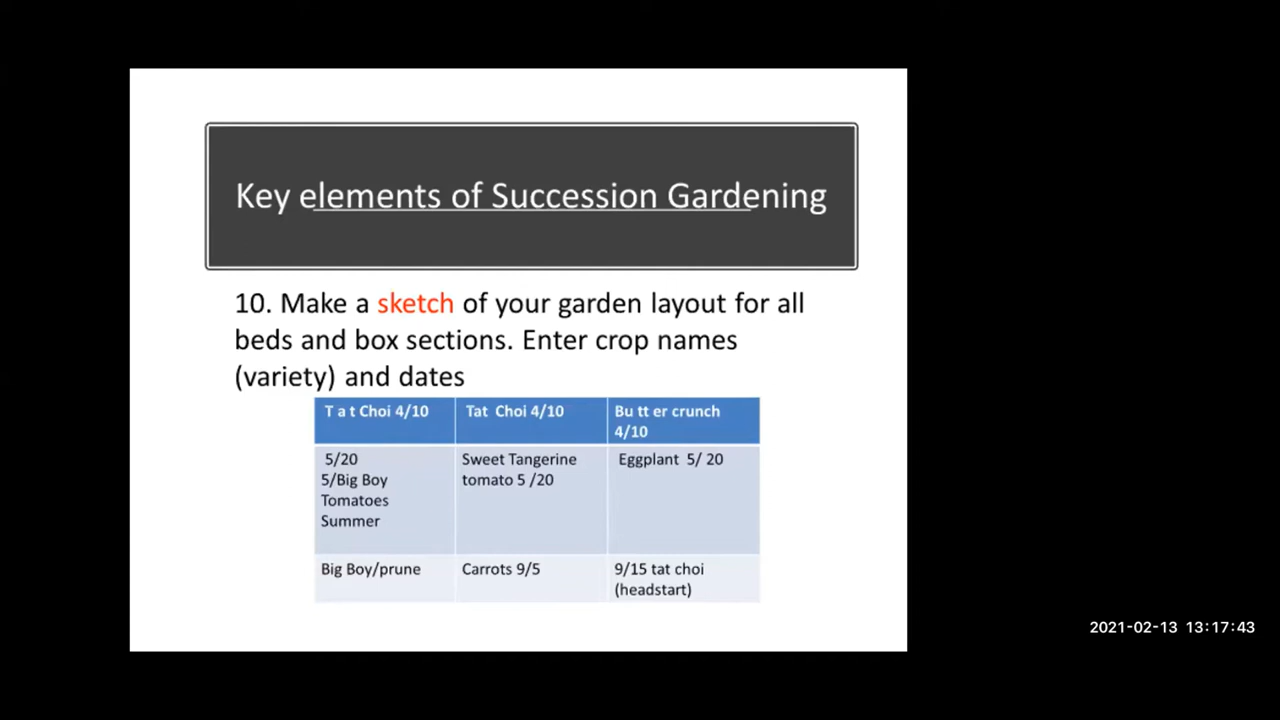 Key elements of Succession Gardening
10. Make a sketch of your garden layout for all
beds and box sections. Enter crop names
(variety) and dates
T a t Choi 4/10
Tat Choi 4/10
Bu tt er crunch
4/10
5/20
5/Big Boy
Tomatoes
Summer
Sweet Tangerine
tomato 5 /20
Eggplant 5/ 20
Big Boy/prune
Carrots 9/5
9/15 tat choi
(headstart)
2021-02-13 13:17:43